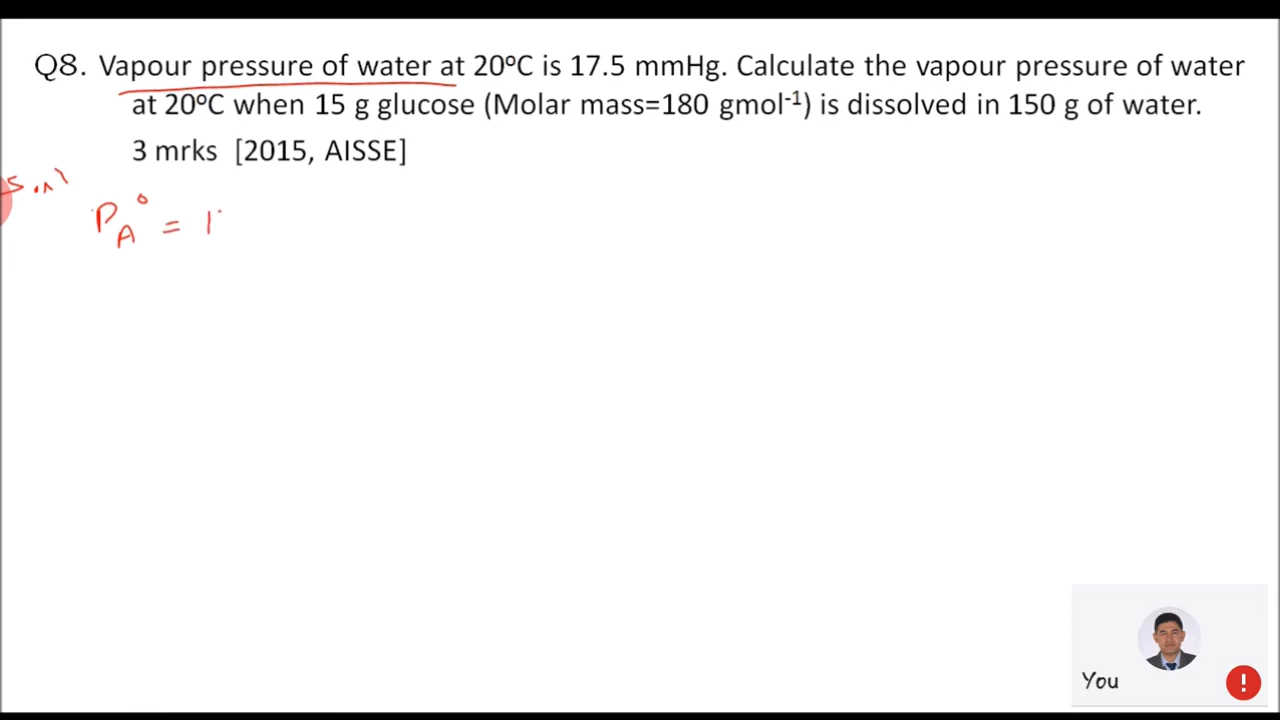 Q8. Vapour pressure of water at 20°C is 17.5 mmHg. Calculate the vapour pressure of water
at 20°C when 15 g glucose (Molar mass=180 gmol⁻¹) is dissolved in 150 g of water.
3 mrks [2015, AISSE]
P_A° = 1
You